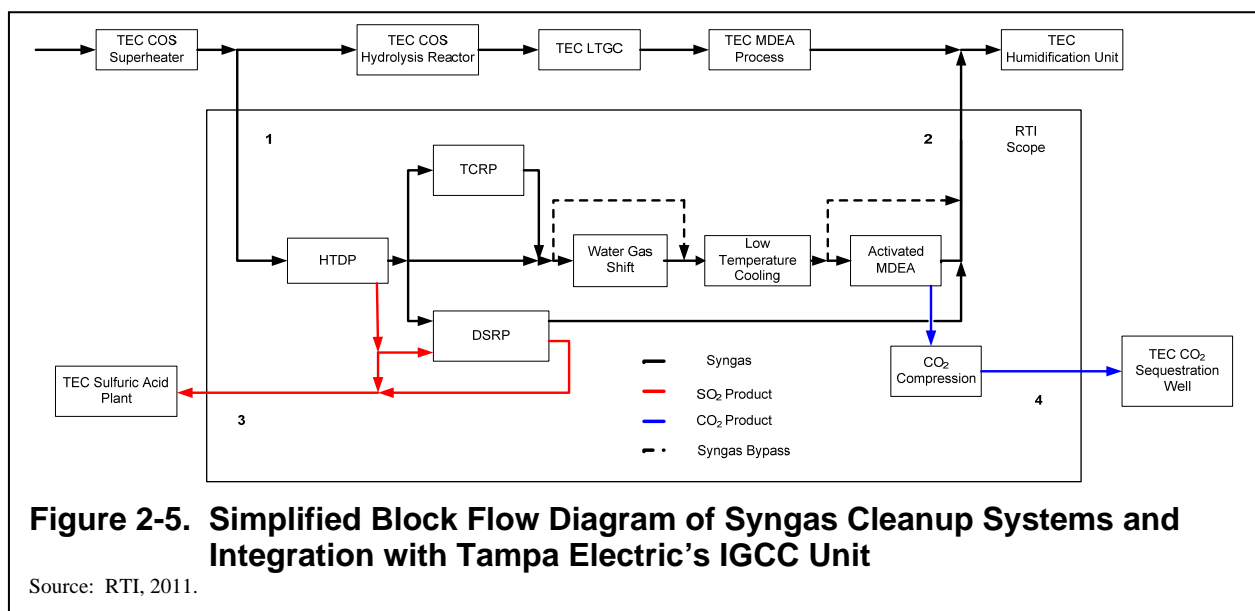 TEC COS
Superheater
TEC COS
Hydrolysis Reactor
TEC LTGC
TEC MDEA
Process
TEC
Humidification Unit
1
2
RTI
Scope
TCRP
HTDP
Water Gas
Shift
Low
Temperature
Cooling
Activated
MDEA
DSRP
TEC Sulfuric Acid
Plant
CO₂
Compression
TEC CO₂
Sequestration
Well
3
4
Syngas
SO₂ Product
CO₂ Product
Syngas Bypass
Figure 2-5. Simplified Block Flow Diagram of Syngas Cleanup Systems and
Integration with Tampa Electric’s IGCC Unit
Source: RTI, 2011.